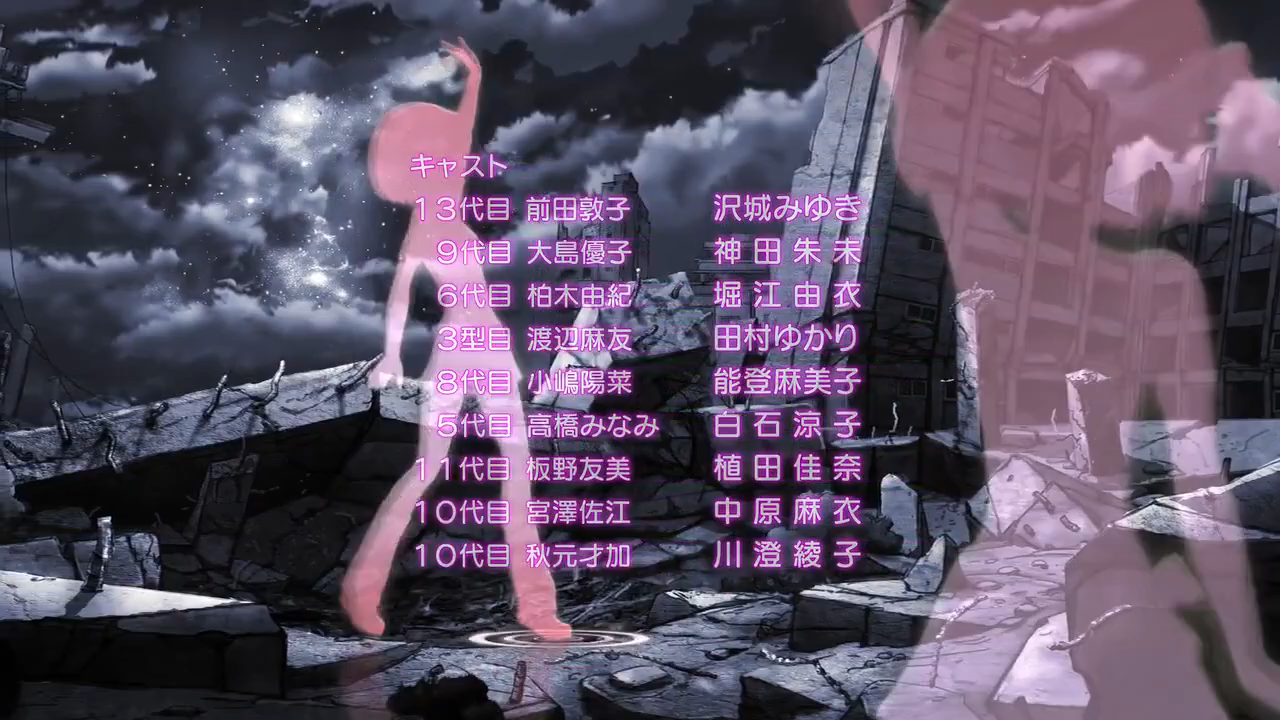 キャスト
13代目 前田敦子 沢城みゆき
9代目 大島優子 神田朱未
6代目 柏木由紀 堀江由衣
3型目 渡辺麻友 田村ゆかり
8代目 小嶋陽菜 能登麻美子
5代目 高橋みなみ 白石涼子
11代目 板野友美 植田佳奈
10代目 宮澤佐江 中原麻衣
10代目 秋元才加 川澄綾子